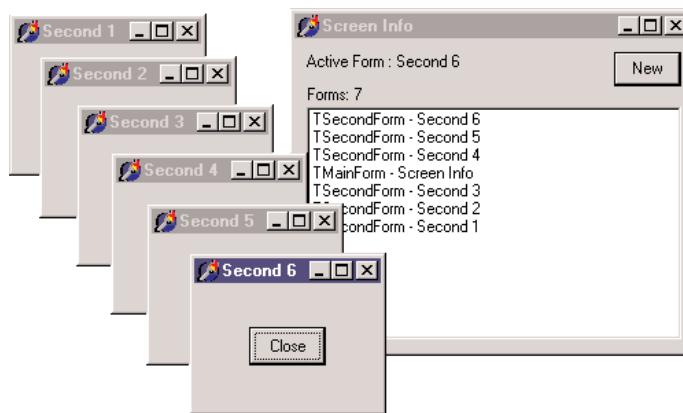 Second 1
Second 2
Second 3
Second 4
Second 5
Second 6
Close
Screen Info
Active Form : Second 6
New
Forms: 7
TSecondForm - Second 6
TSecondForm - Second 5
TSecondForm - Second 4
TMainForm - Screen Info
TSecondForm - Second 3
TSecondForm - Second 2
TSecondForm - Second 1